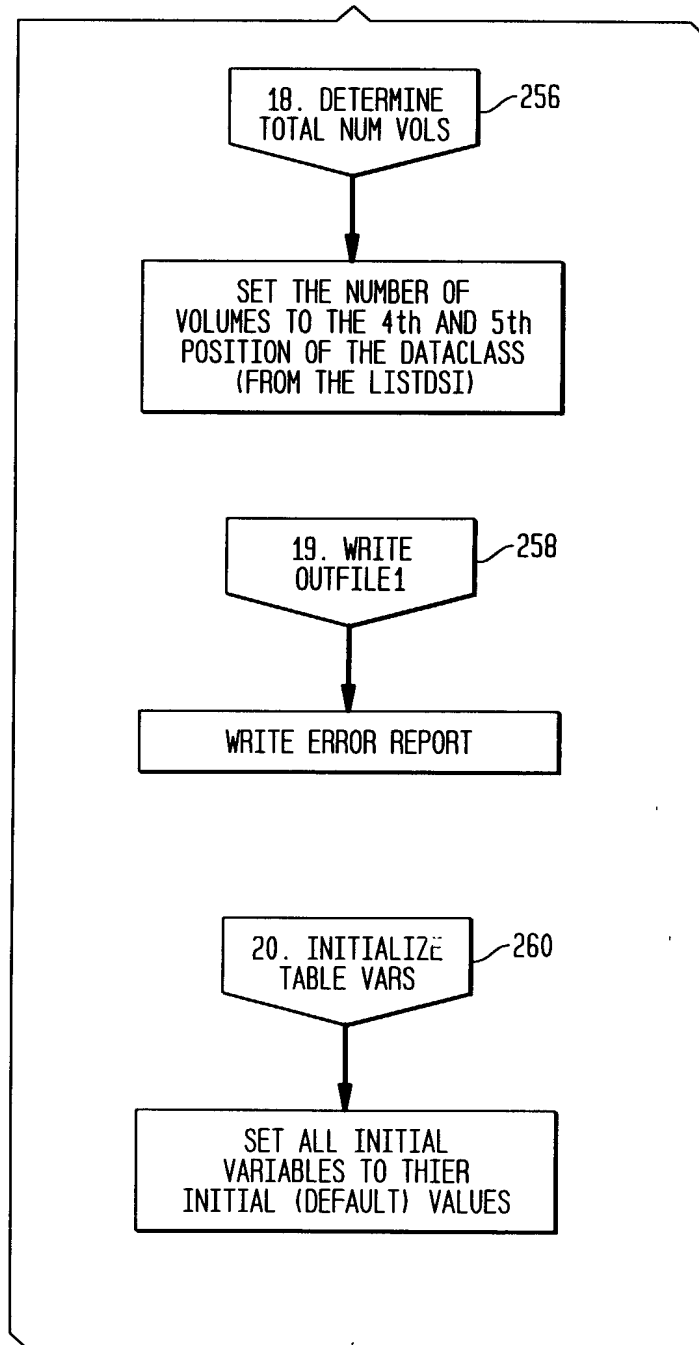 18. DETERMINE
TOTAL NUM VOLS
256
SET THE NUMBER OF
VOLUMES TO THE 4th AND 5th
POSITION OF THE DATACLASS
(FROM THE LISTDSI)
19. WRITE
OUTFILE1
258
WRITE ERROR REPORT
20. INITIALIZE
TABLE VARS
260
SET ALL INITIAL
VARIABLES TO THIER
INITIAL (DEFAULT) VALUES